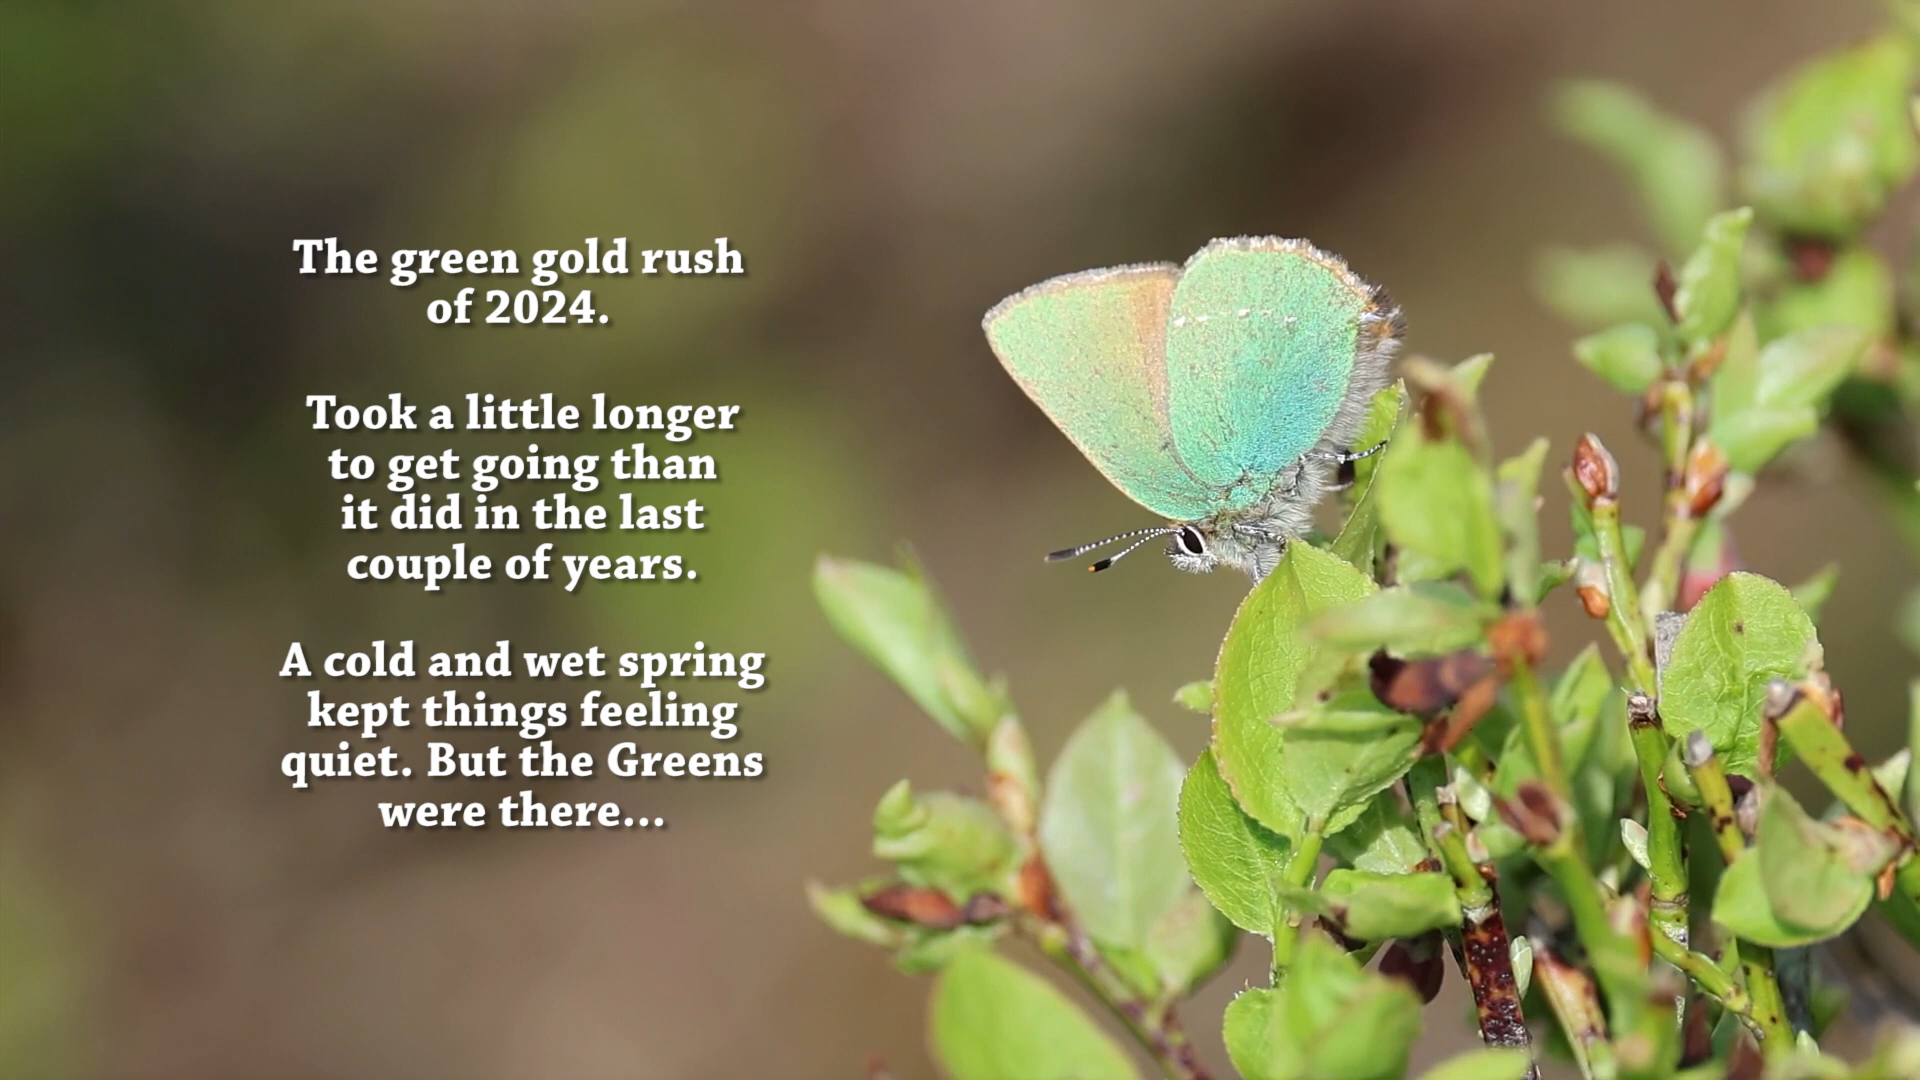 The green gold rush
of 2024.
Took a little longer
to get going than
it did in the last
couple of years.
A cold and wet spring
kept things feeling
quiet. But the Greens
were there...